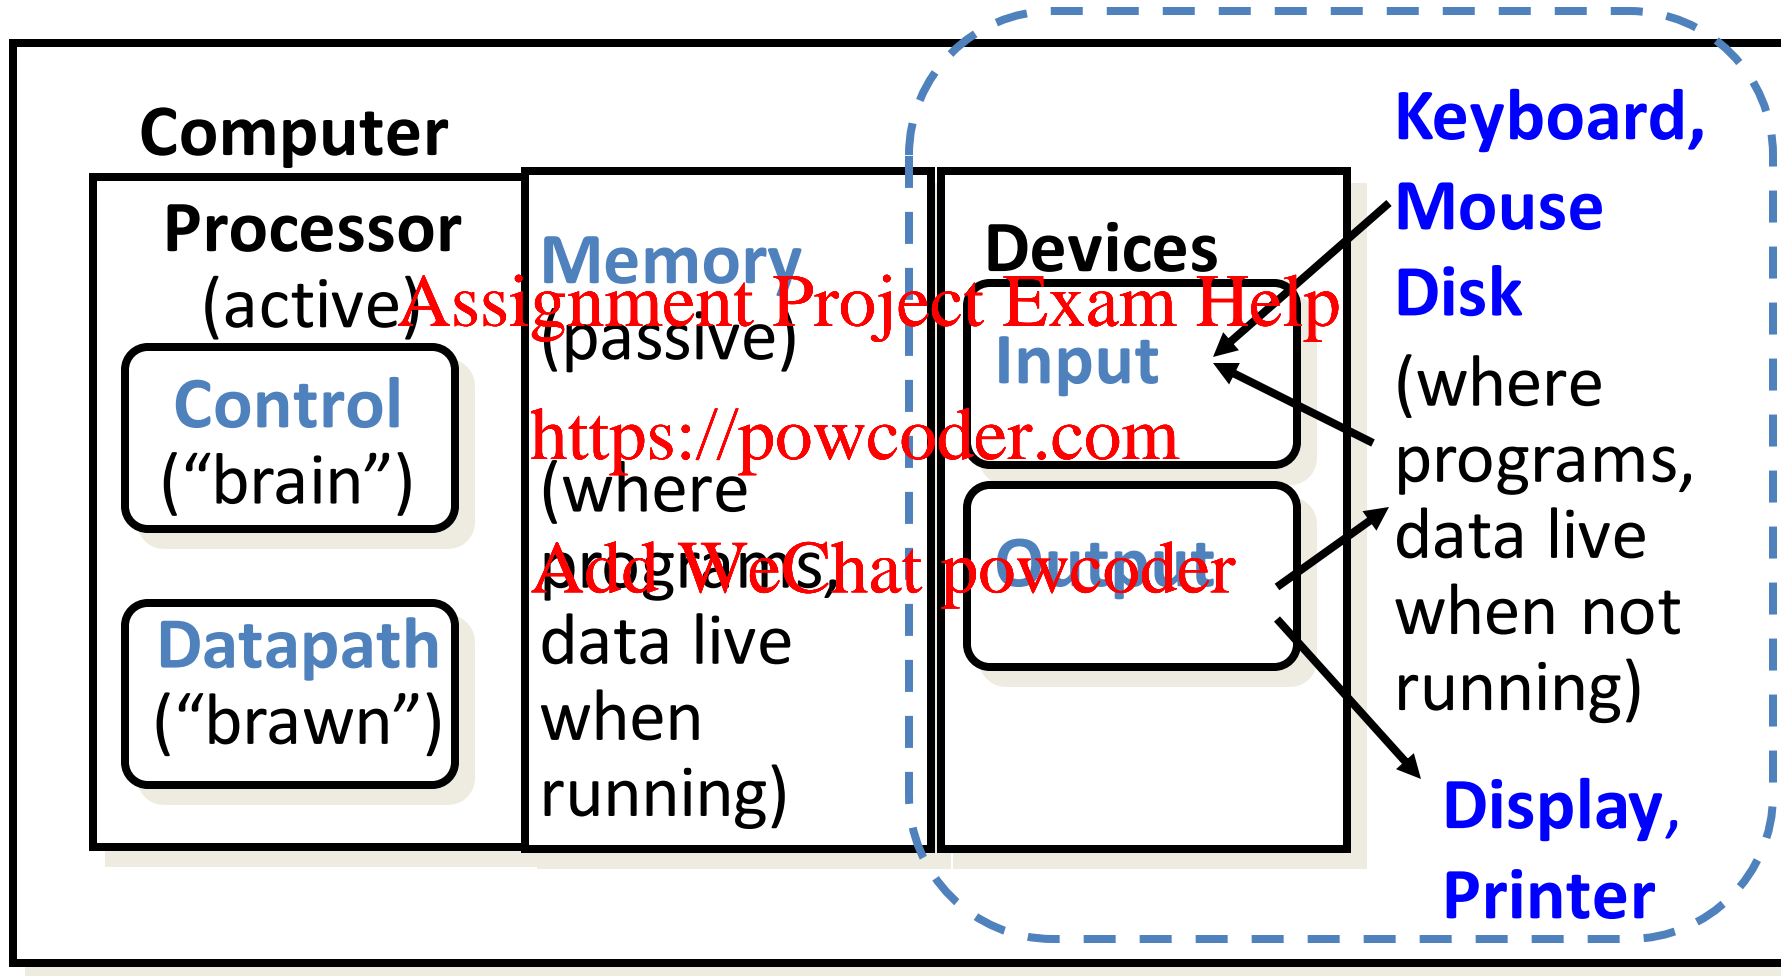 Computer
Processor
(active)
Control
(“brain”)
Datapath
(“brawn”)
Memory
(passive)
(where
programs,
data live
when
running)
Devices
Input
Output
Keyboard,
Mouse
Disk
(where
programs,
data live
when not
running)
Display,
Printer
Assignment Project Exam Help
https://powcoder.com
Add WeChat powcoder